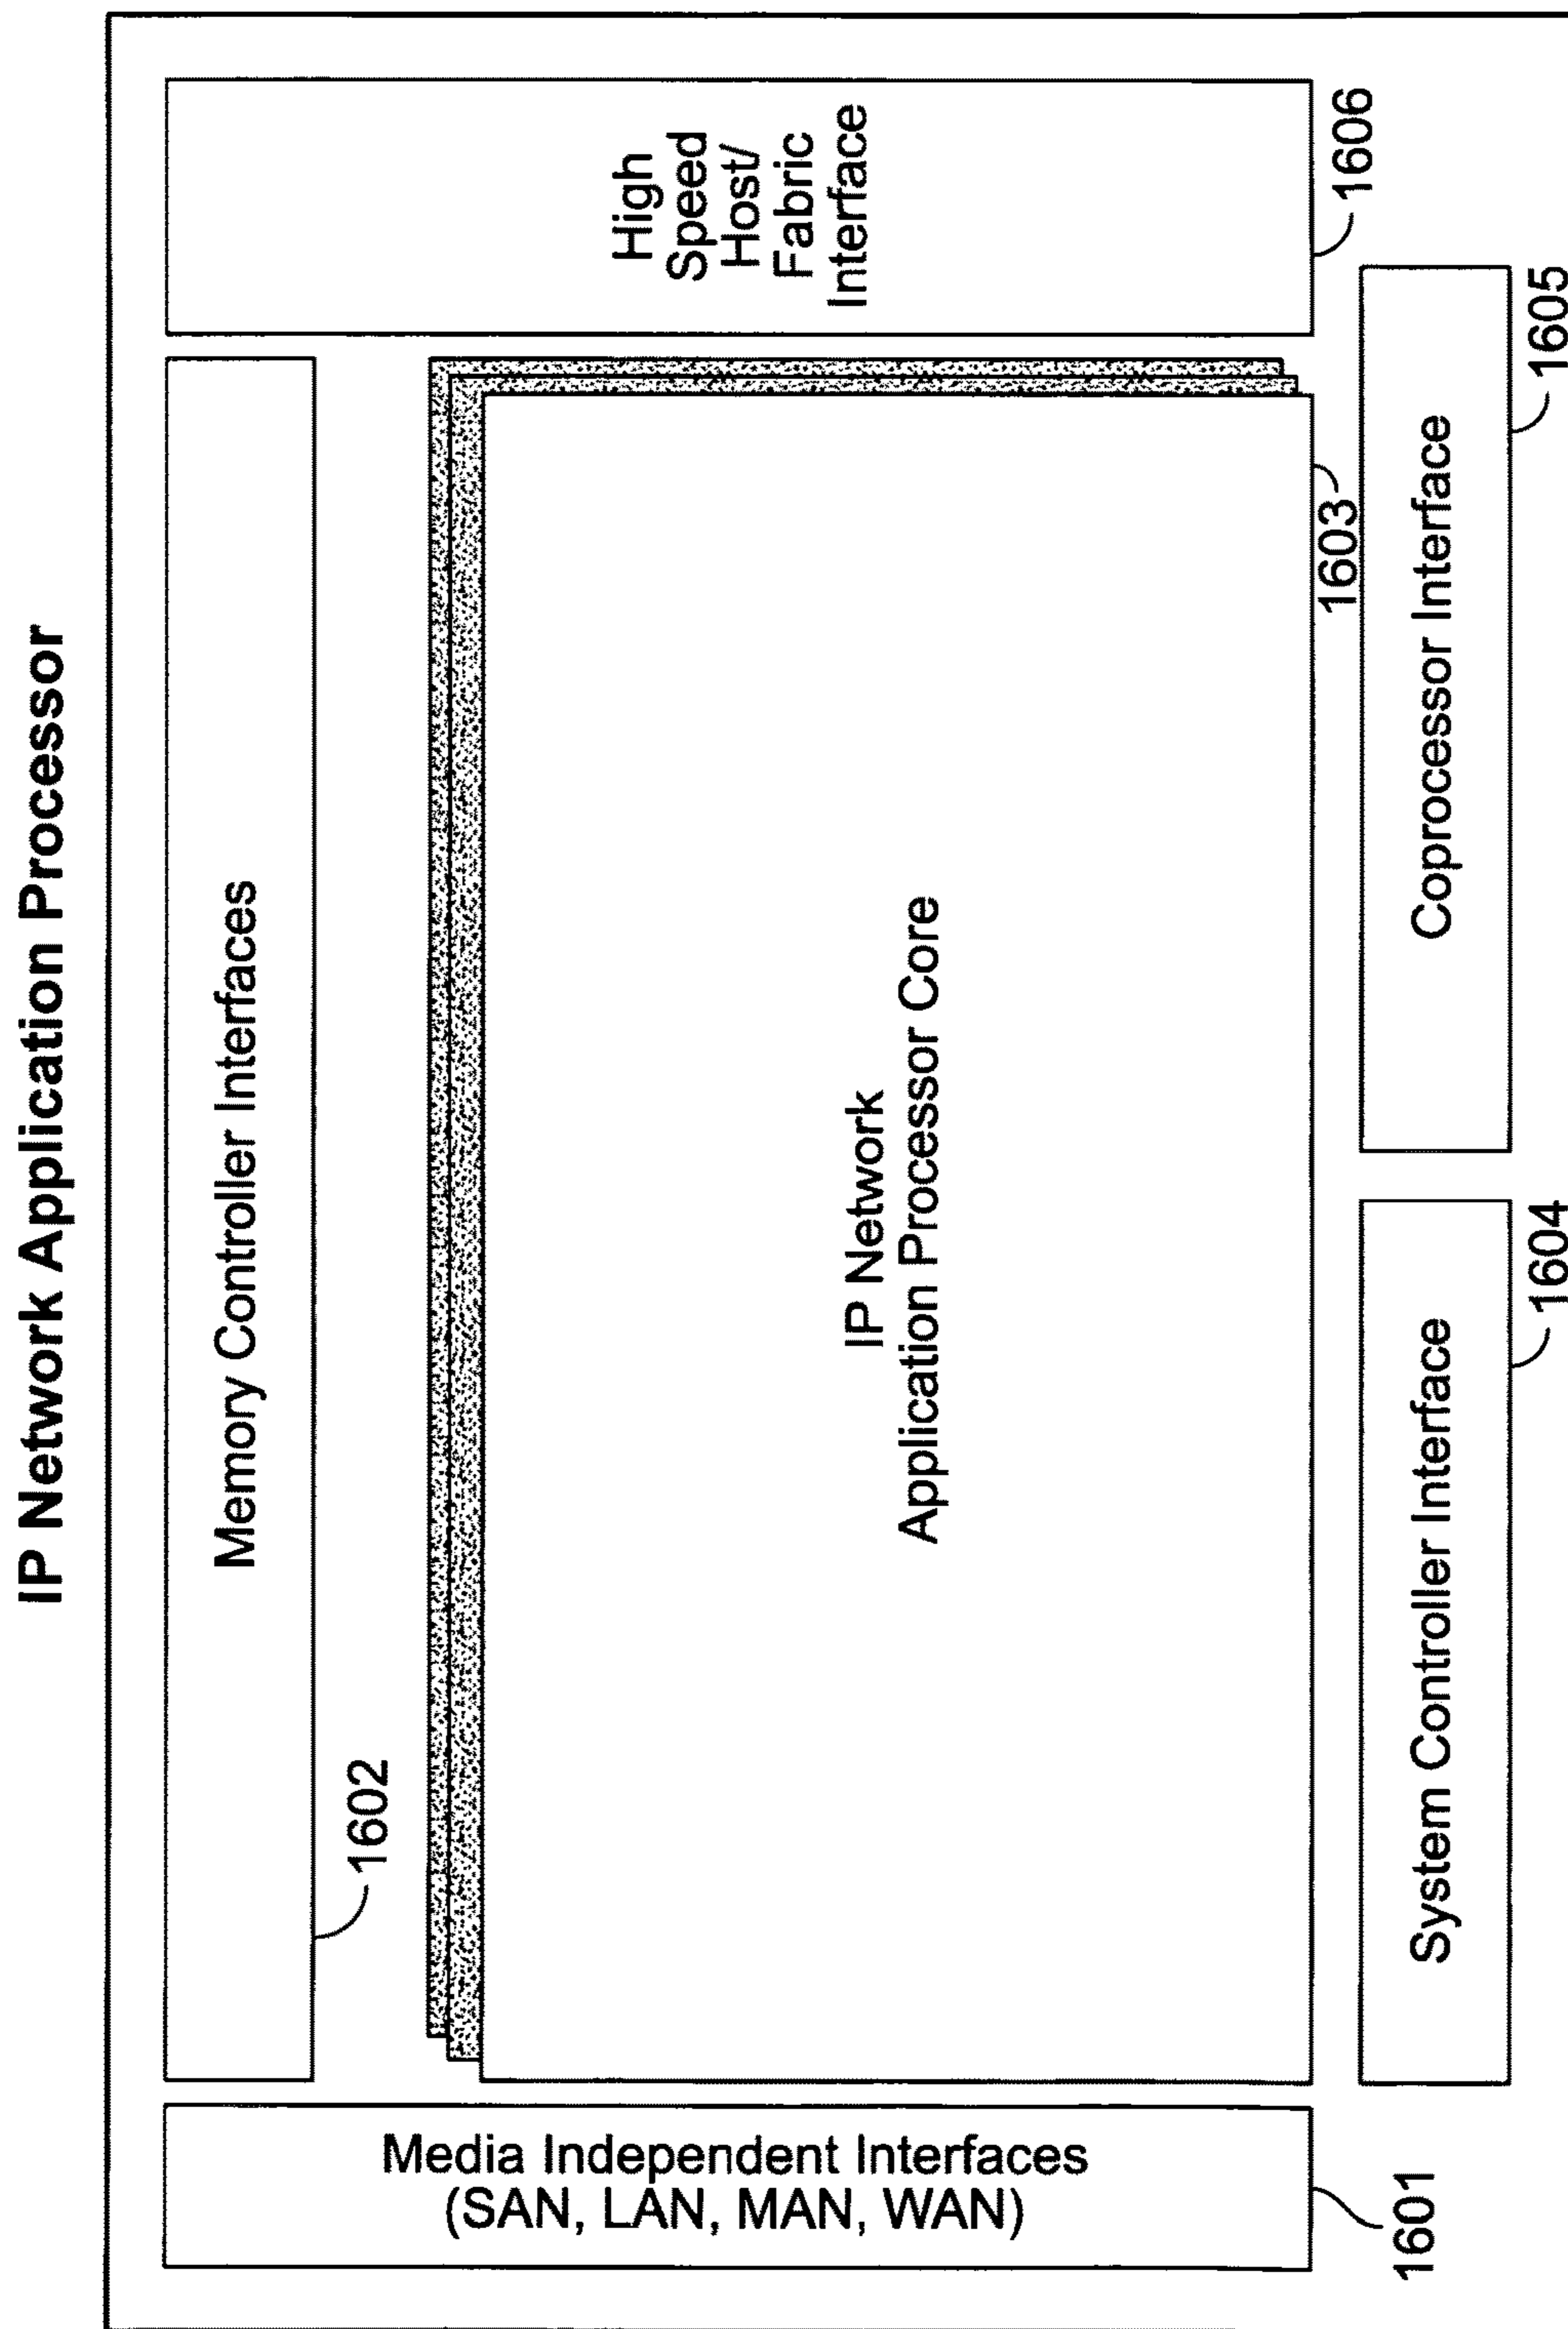 IP Network Application Processor
Memory Controller Interfaces
1602
High
Speed
Host/
Fabric
Interface
1606
IP Network
Application Processor Core
1603
Media Independent Interfaces
(SAN, LAN, MAN, WAN)
1601
System Controller Interface
1604
Coprocessor Interface
1605